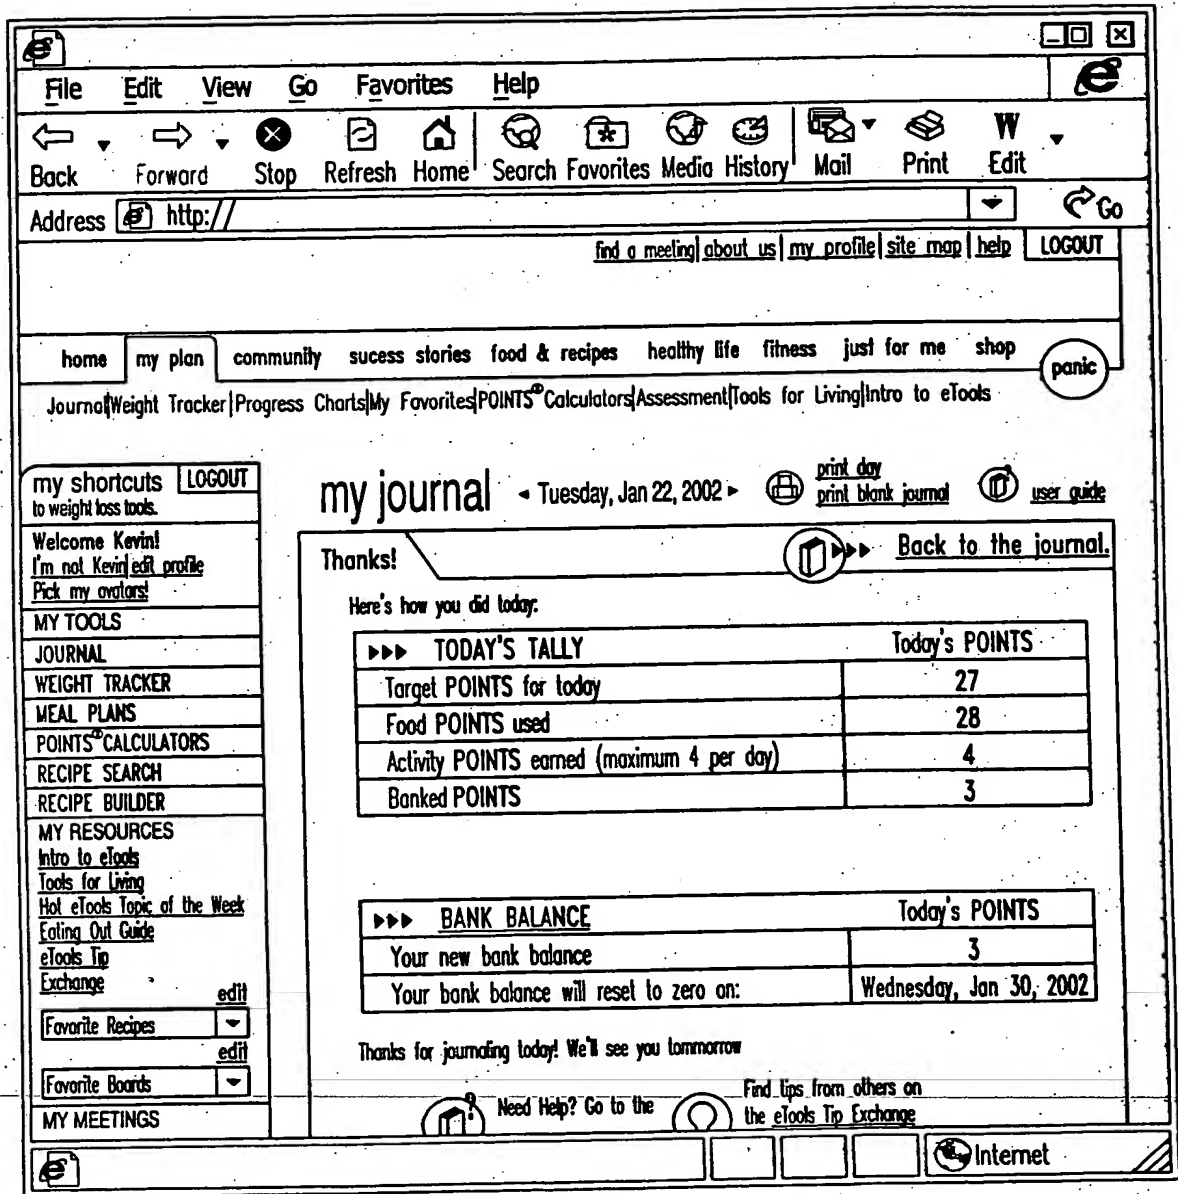 File Edit View Go Favorites Help
Back Forward Stop Refresh Home Search Favorites Media History Mail Print Edit
W
Address http:// Go
find a meeting|about us|my profile|site map|help LOGOUT
home my plan community sucess stories food & recipes healthy life fitness just for me shop panic
Journal|Weight Tracker|Progress Charts|My Favorites|POINTS® Calculators|Assessment|Tools for Living|Intro to eTools
my shortcuts LOGOUT
to weight loss tools.
Welcome Kevin!
I'm not Kevin|edit profile
Pick my avatars!
MY TOOLS
JOURNAL
WEIGHT TRACKER
MEAL PLANS
POINTS® CALCULATORS
RECIPE SEARCH
RECIPE BUILDER
MY RESOURCES
Intro to eTools
Tools for Living
Hot eTools Topic of the Week
Eating Out Guide
eTools Tip
Exchange
edit
Favorite Recipes
edit
Favorite Boards
MY MEETINGS
my journal ◂ Tuesday, Jan 22, 2002 ▸
print day
print blank journal
user guide
Thanks!
Back to the journal.
Here's how you did today:
TODAY'S TALLY Today's POINTS
Target POINTS for today 27
Food POINTS used 28
Activity POINTS earned (maximum 4 per day) 4
Banked POINTS 3
BANK BALANCE Today's POINTS
Your new bank balance 3
Your bank balance will reset to zero on: Wednesday, Jan 30, 2002
Thanks for journaling today! We'll see you tommorrow
Need Help? Go to the
Find tips from others on
the eTools Tip Exchange
Internet